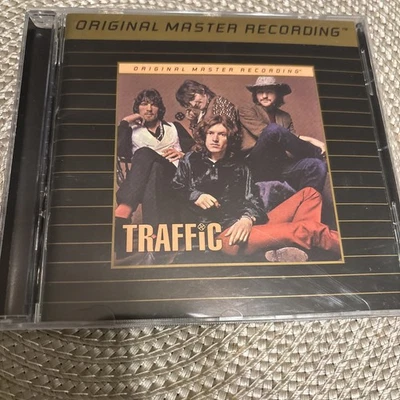 ORIGINAL MASTER RECORDING™
ORIGINAL MASTER RECORDING®
TRAFFiC